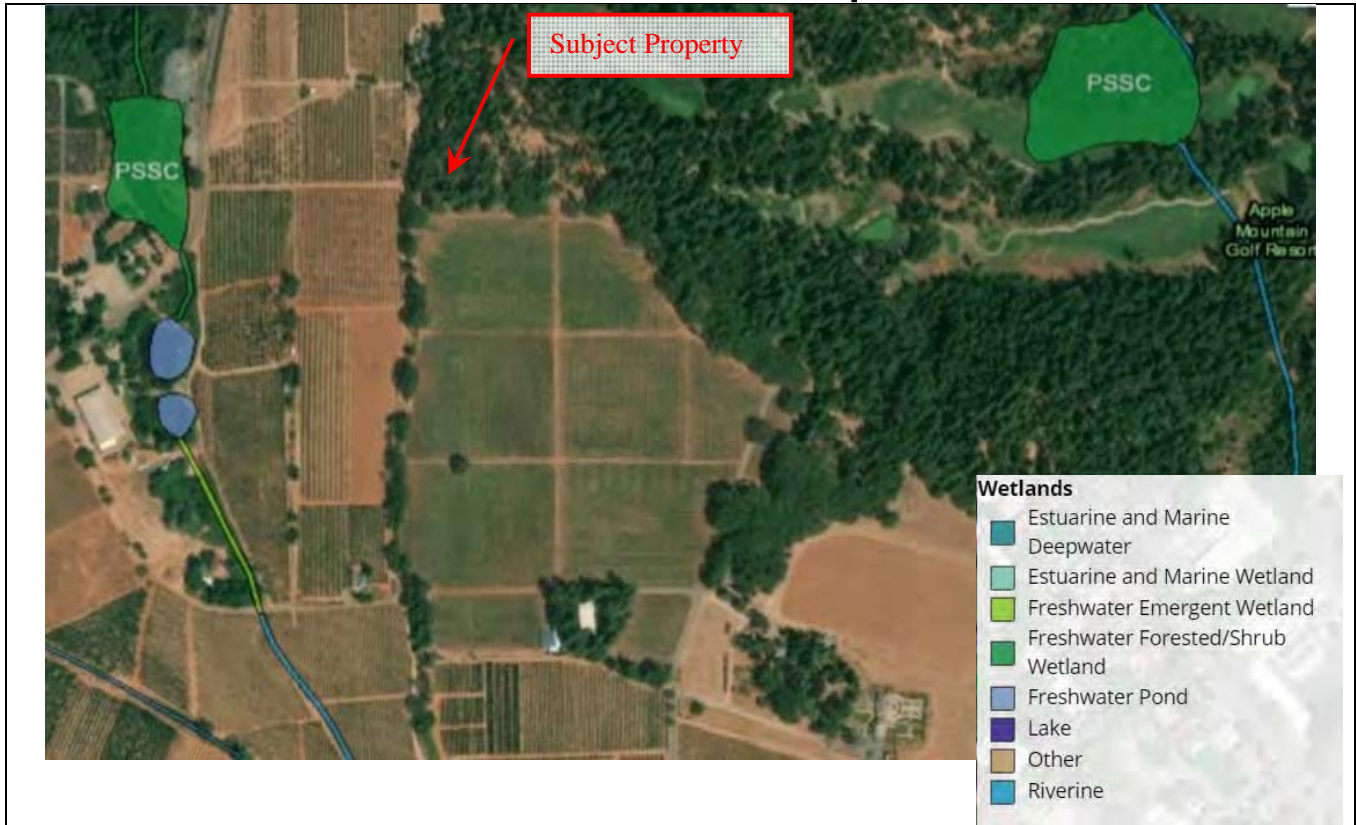 Subject Property
PSSC
PSSC
Apple
Mountain
Golf Resort
Wetlands
Estuarine and Marine
Deepwater
Estuarine and Marine Wetland
Freshwater Emergent Wetland
Freshwater Forested/Shrub
Wetland
Freshwater Pond
Lake
Other
Riverine